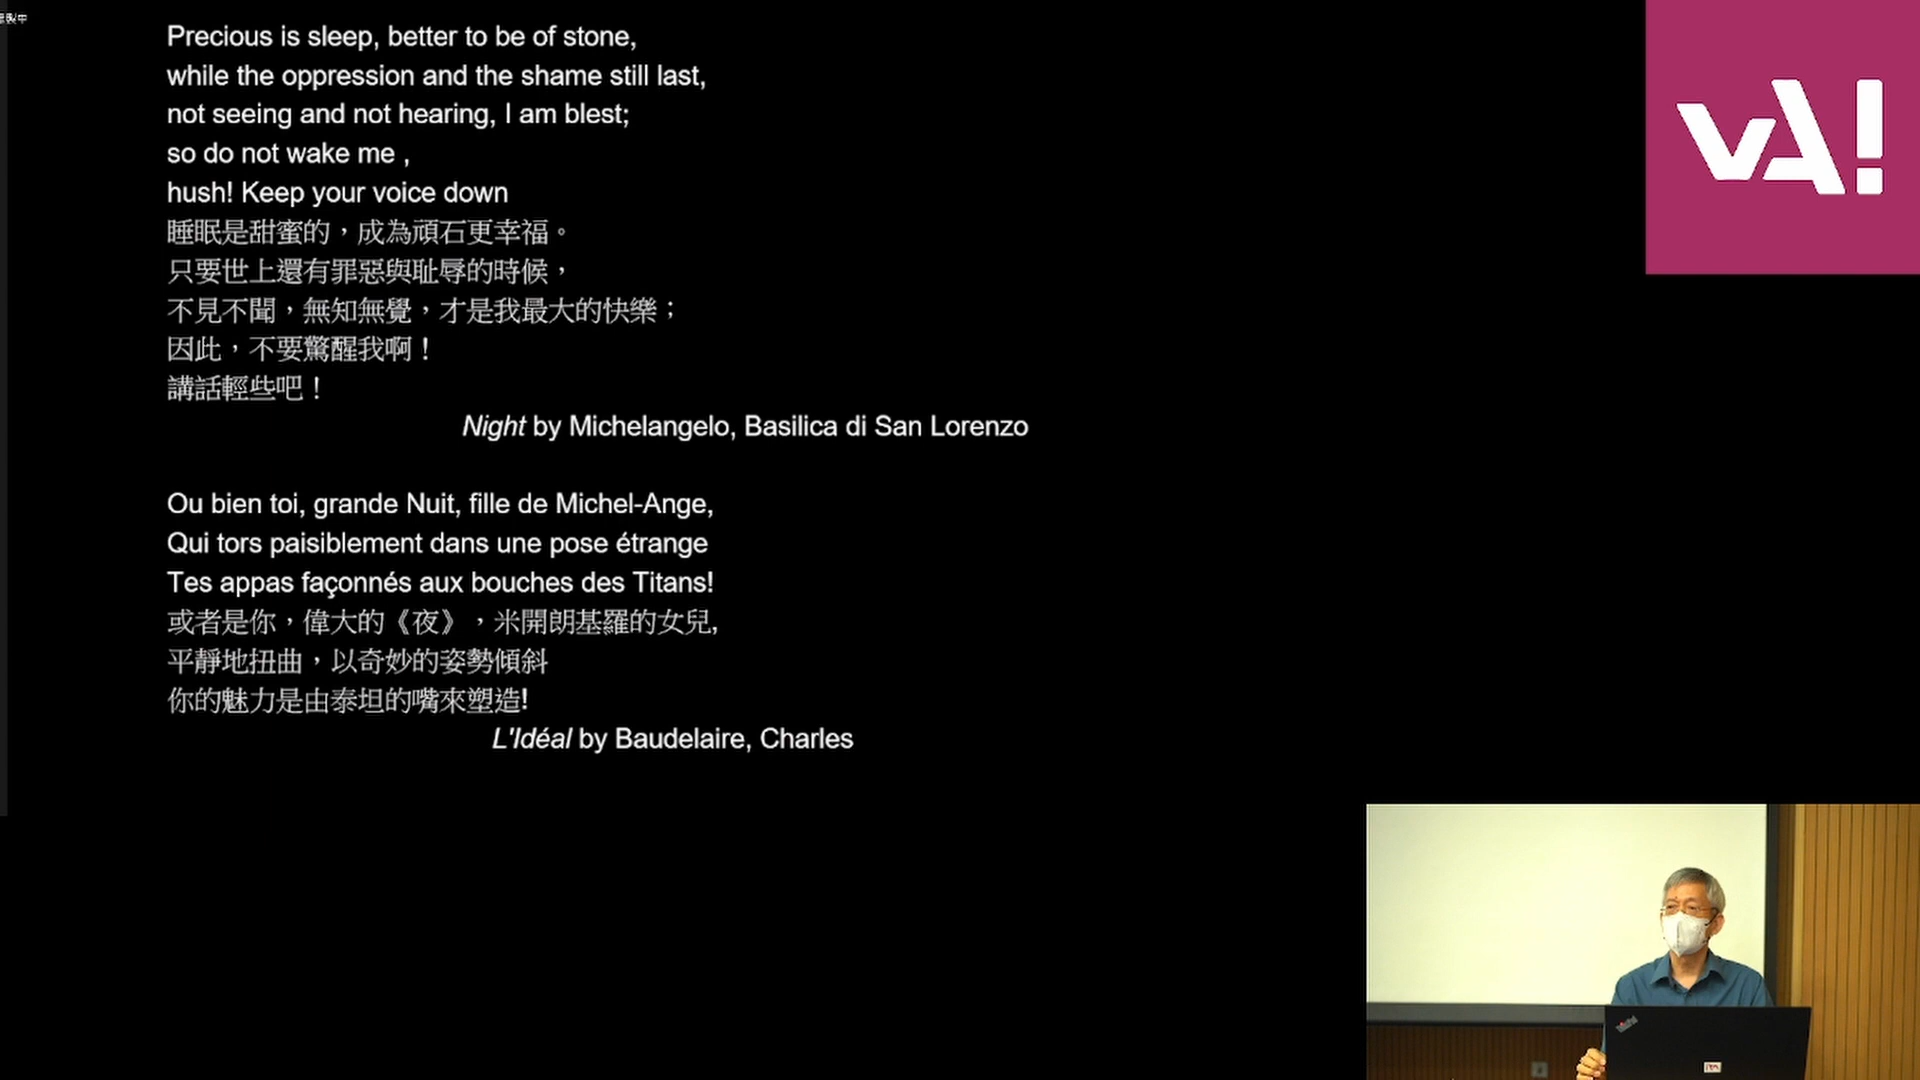 Precious is sleep, better to be of stone,
while the oppression and the shame still last,
not seeing and not hearing, I am blest;
so do not wake me ,
hush! Keep your voice down
睡眠是甜蜜的，成為頑石更幸福。
只要世上還有罪惡與恥辱的時候，
不見不聞，無知無覺，才是我最大的快樂；
因此，不要驚醒我啊！
講話輕些吧！
Night by Michelangelo, Basilica di San Lorenzo
Ou bien toi, grande Nuit, fille de Michel-Ange,
Qui tors paisiblement dans une pose étrange
Tes appas façonnés aux bouches des Titans!
或者是你，偉大的《夜》，米開朗基羅的女兒,
平靜地扭曲，以奇妙的姿勢傾斜
你的魅力是由泰坦的嘴來塑造!
L'Idéal by Baudelaire, Charles
vA!